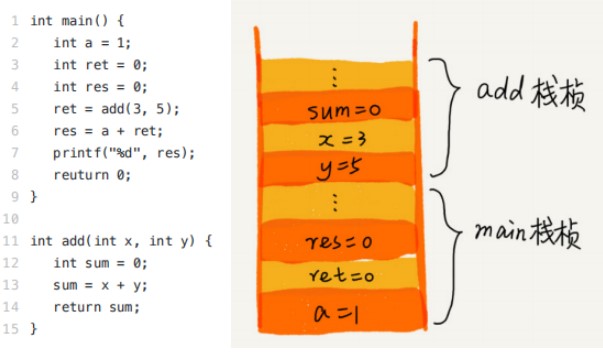 1 int main() {
2 int a = 1;
3 int ret = 0;
4 int res = 0;
5 ret = add(3, 5);
6 res = a + ret;
7 printf("%d", res);
8 reuturn 0;
9 }
10
11 int add(int x, int y) {
12 int sum = 0;
13 sum = x + y;
14 return sum;
15 }
⋮
sum=0
x=3
y=5
add 栈桢
⋮
res=0
ret=0
a=1
main栈桢